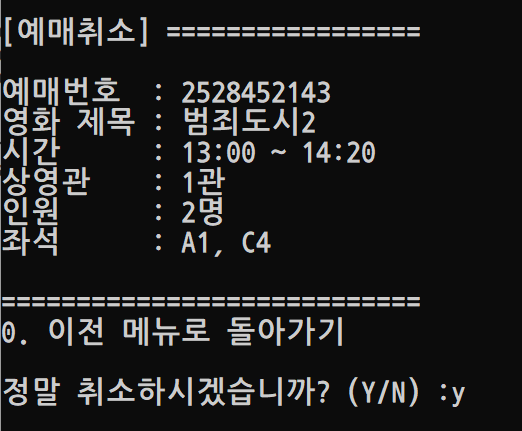 [예매취소] =================
예매번호 : 2528452143
영화 제목 : 범죄도시2
시간 : 13:00 ~ 14:20
상영관 : 1관
인원 : 2명
좌석 : A1, C4
============================
0. 이전 메뉴로 돌아가기
정말 취소하시겠습니까? (Y/N) :y